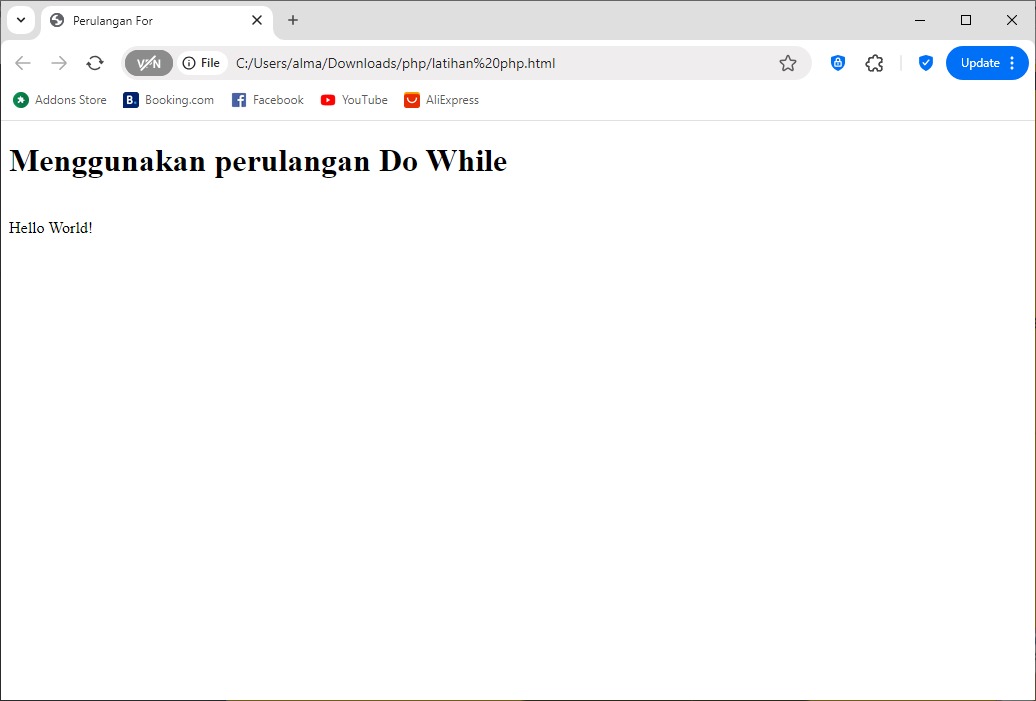 Perulangan For
VPN
File
C:/Users/alma/Downloads/php/latihan%20php.html
Update
Addons Store
B. Booking.com
Facebook
YouTube
AliExpress
Menggunakan perulangan Do While
Hello World!